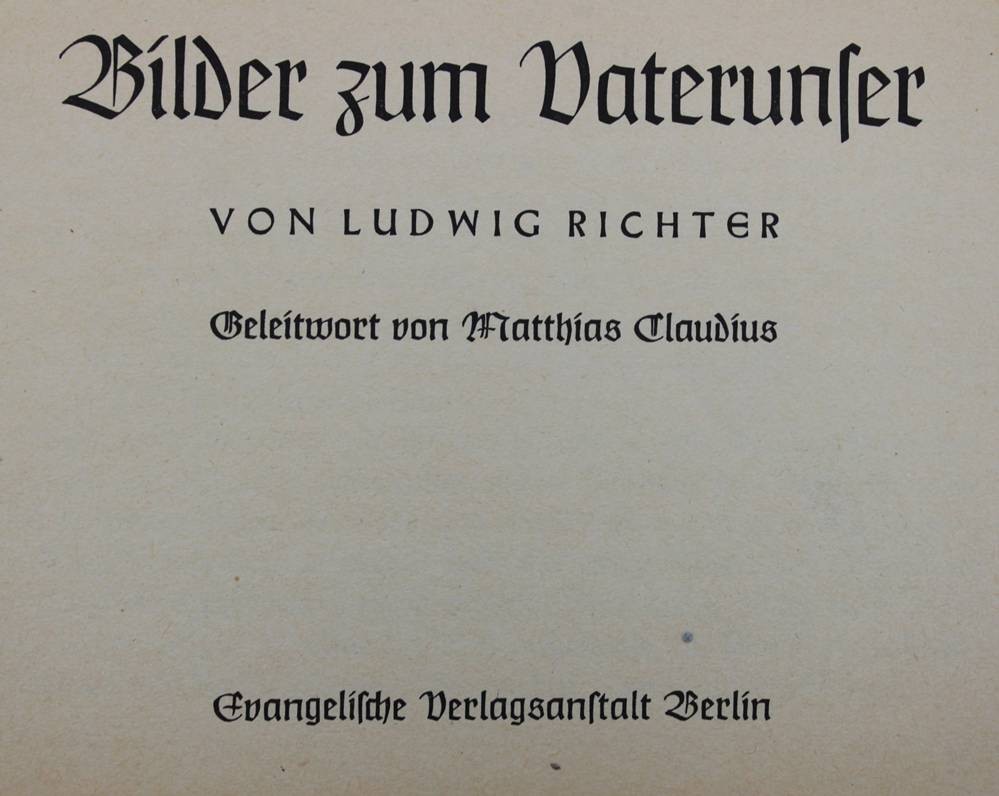 Bilder zum Vaterunſer
VON LUDWIG RICHTER
Geleitwort von Matthias Claudius
Evangeliſche Verlagsanſtalt Berlin